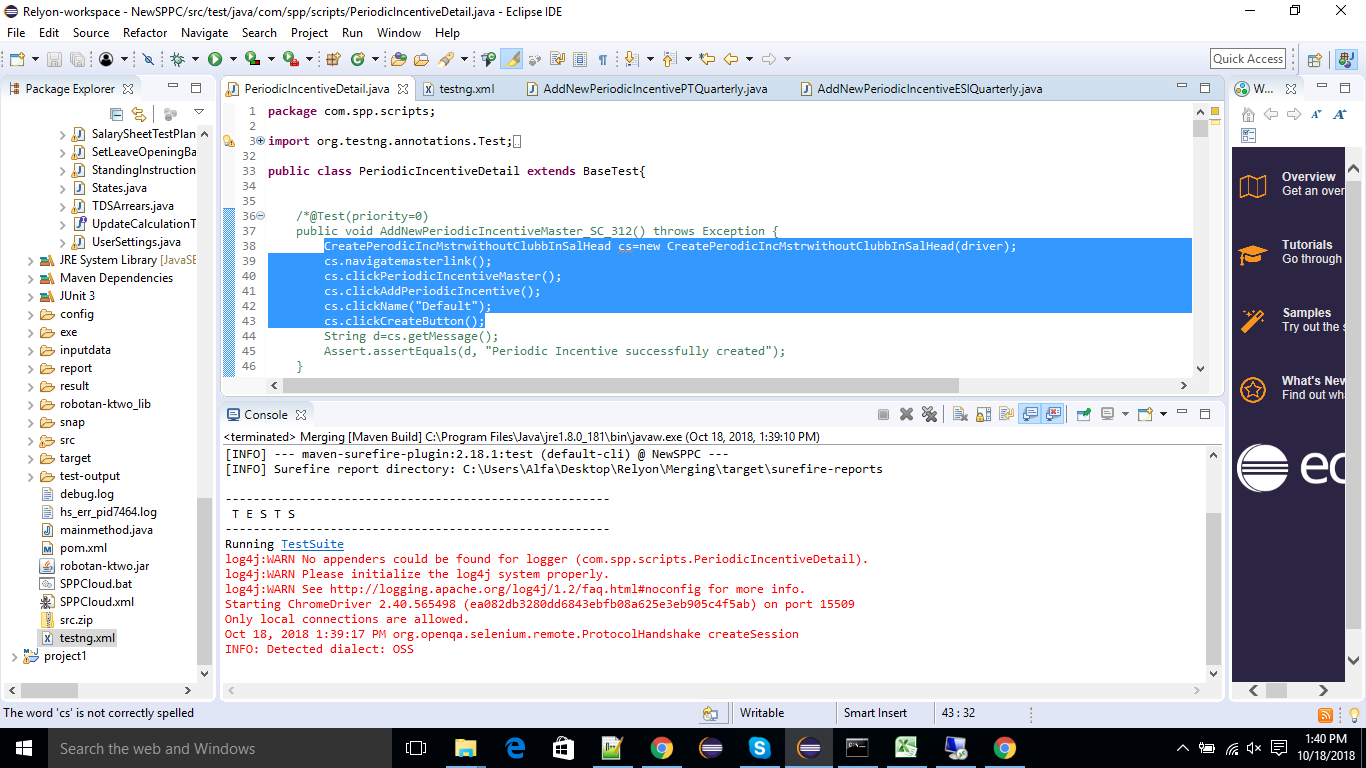 Relyon-workspace - NewSPPC/src/test/java/com/spp/scripts/PeriodicIncentiveDetail.java - Eclipse IDE
File Edit Source Refactor Navigate Search Project Run Window Help
Quick Access
Package Explorer
SalarySheetTestPlan
SetLeaveOpeningBa
StandingInstruction
States.java
TDSArrears.java
UpdateCalculationT
UserSettings.java
JRE System Library [JavaSE
Maven Dependencies
JUnit 3
config
exe
inputdata
report
result
robotan-ktwo_lib
snap
src
target
test-output
debug.log
hs_err_pid7464.log
mainmethod.java
pom.xml
robotan-ktwo.jar
SPPCloud.bat
SPPCloud.xml
src.zip
testng.xml
project1
PeriodicIncentiveDetail.java testng.xml AddNewPeriodicIncentivePTQuarterly.java AddNewPeriodicIncentiveESIQuarterly.java
1 package com.spp.scripts;
2
3 import org.testng.annotations.Test;
32
33 public class PeriodicIncentiveDetail extends BaseTest{
34
35
36 /*@Test(priority=0)
37 public void AddNewPeriodicIncentiveMaster_SC_312() throws Exception {
38 CreatePerodicIncMstrwithoutClubbInSalHead cs=new CreatePerodicIncMstrwithoutClubbInSalHead(driver);
39 cs.navigatemasterlink();
40 cs.clickPeriodicIncentiveMaster();
41 cs.clickAddPeriodicIncentive();
42 cs.clickName("Default");
43 cs.clickCreateButton();
44 String d=cs.getMessage();
45 Assert.assertEquals(d, "Periodic Incentive successfully created");
46 }
Console
<terminated> Merging [Maven Build] C:\Program Files\Java\jre1.8.0_181\bin\javaw.exe (Oct 18, 2018, 1:39:10 PM)
[INFO] --- maven-surefire-plugin:2.18.1:test (default-cli) @ NewSPPC ---
[INFO] Surefire report directory: C:\Users\Alfa\Desktop\Relyon\Merging\target\surefire-reports
-------------------------------------------------------
T E S T S
-------------------------------------------------------
Running TestSuite
log4j:WARN No appenders could be found for logger (com.spp.scripts.PeriodicIncentiveDetail).
log4j:WARN Please initialize the log4j system properly.
log4j:WARN See http://logging.apache.org/log4j/1.2/faq.html#noconfig for more info.
Starting ChromeDriver 2.40.565498 (ea082db3280dd6843ebfb08a625e3eb905c4f5ab) on port 15509
Only local connections are allowed.
Oct 18, 2018 1:39:17 PM org.openqa.selenium.remote.ProtocolHandshake createSession
INFO: Detected dialect: OSS
W...
Overview
Get an over
Tutorials
Go through
Samples
Try out the s
What's New
Find out wha
ec
The word 'cs' is not correctly spelled
Writable
Smart Insert
43 : 32
Search the web and Windows
1:40 PM
10/18/2018